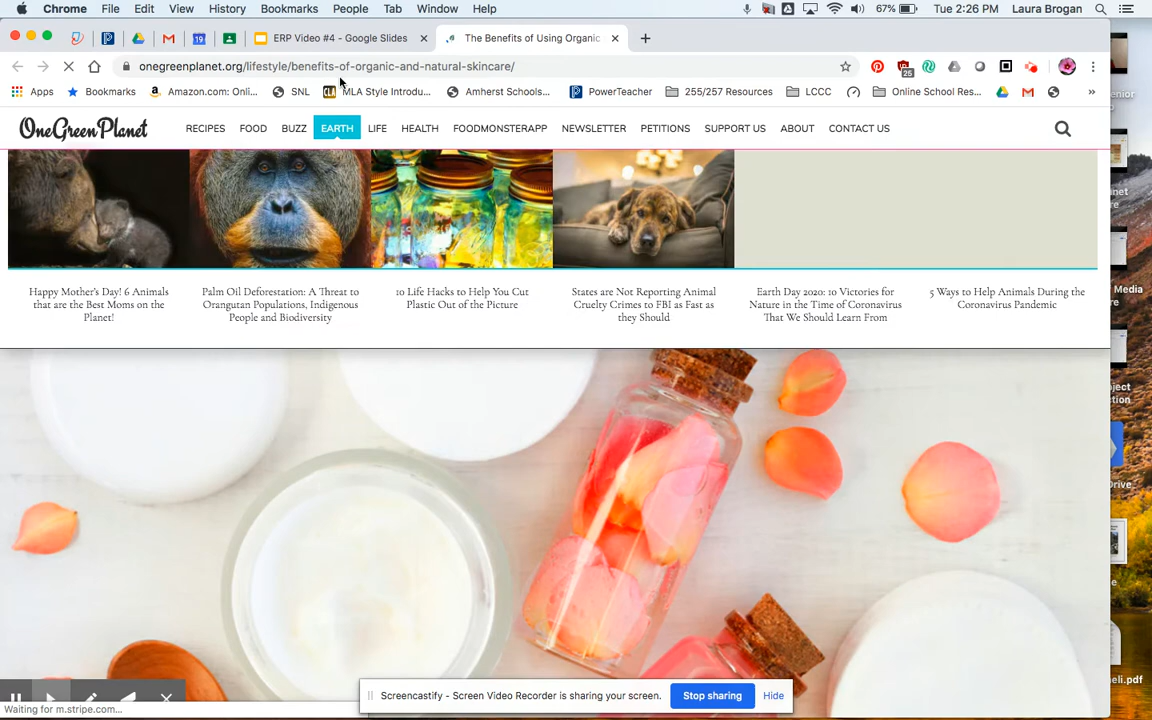 Chrome File Edit View History Bookmarks People Tab Window Help 67% Tue 2:26 PM Laura Brogan
ERP Video #4 - Google Slides The Benefits of Using Organic
onegreenplanet.org/lifestyle/benefits-of-organic-and-natural-skincare/
Apps Bookmarks Amazon.com: Onli... SNL MLA Style Introdu... Amherst Schools... PowerTeacher 255/257 Resources LCCC Online School Res... »
OneGreenPlanet RECIPES FOOD BUZZ EARTH LIFE HEALTH FOODMONSTERAPP NEWSLETTER PETITIONS SUPPORT US ABOUT CONTACT US
Happy Mother's Day! 6 Animals
that are the Best Moms on the
Planet!
Palm Oil Deforestation: A Threat to
Orangutan Populations, Indigenous
People and Biodiversity
10 Life Hacks to Help You Cut
Plastic Out of the Picture
States are Not Reporting Animal
Cruelty Crimes to FBI as Fast as
they Should
Earth Day 2020: 10 Victories for
Nature in the Time of Coronavirus
That We Should Learn From
5 Ways to Help Animals During the
Coronavirus Pandemic
Screencastify - Screen Video Recorder is sharing your screen. Stop sharing Hide
Waiting for m.stripe.com...